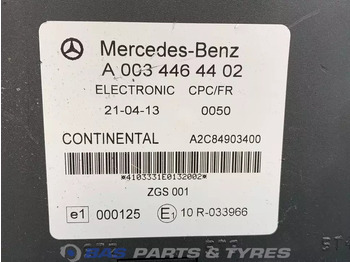 Mercedes-Benz
A 003 446 44 02
ELECTRONIC CPC/FR
21-04-13 0050
CONTINENTAL A2C84903400
*4103331E0132002*
ZGS 001
e1 000125 E1 10 R-033966
PARTS & TYRES